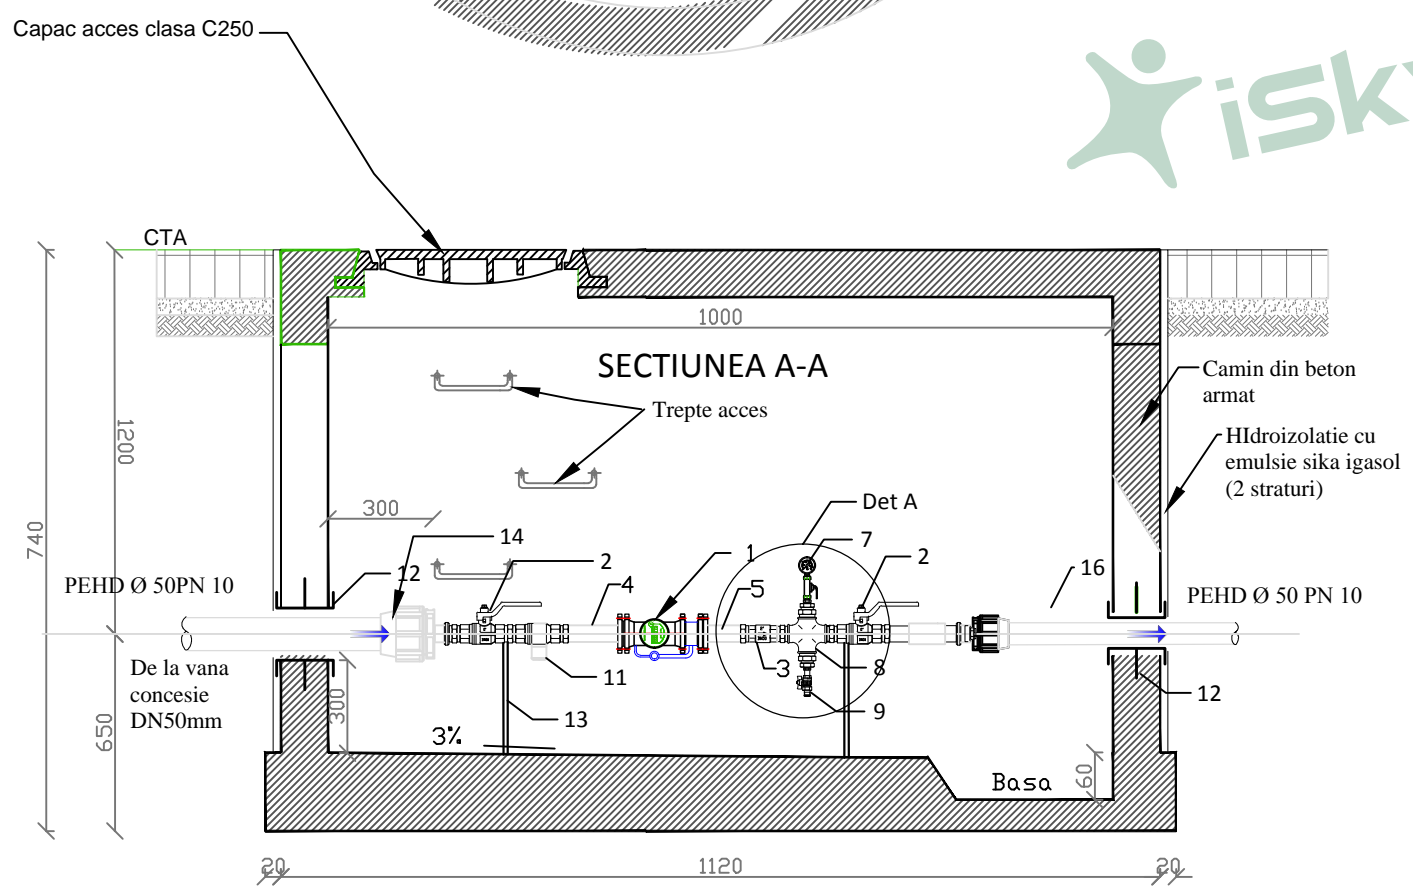 Capac acces clasa C250
iSky
CTA
1000
SECTIUNEA A-A
Camin din beton
armat
Trepte acces
HIdroizolatie cu
emulsie sika igasol
(2 straturi)
1200
300
Det A
740
14
7
1
2
2
12
16
PEHD Ø 50PN 10
4
5
PEHD Ø 50 PN 10
De la vana
concesie
DN50mm
11
3
8
12
300
13
9
650
3%
Basa
60
20
1120
20